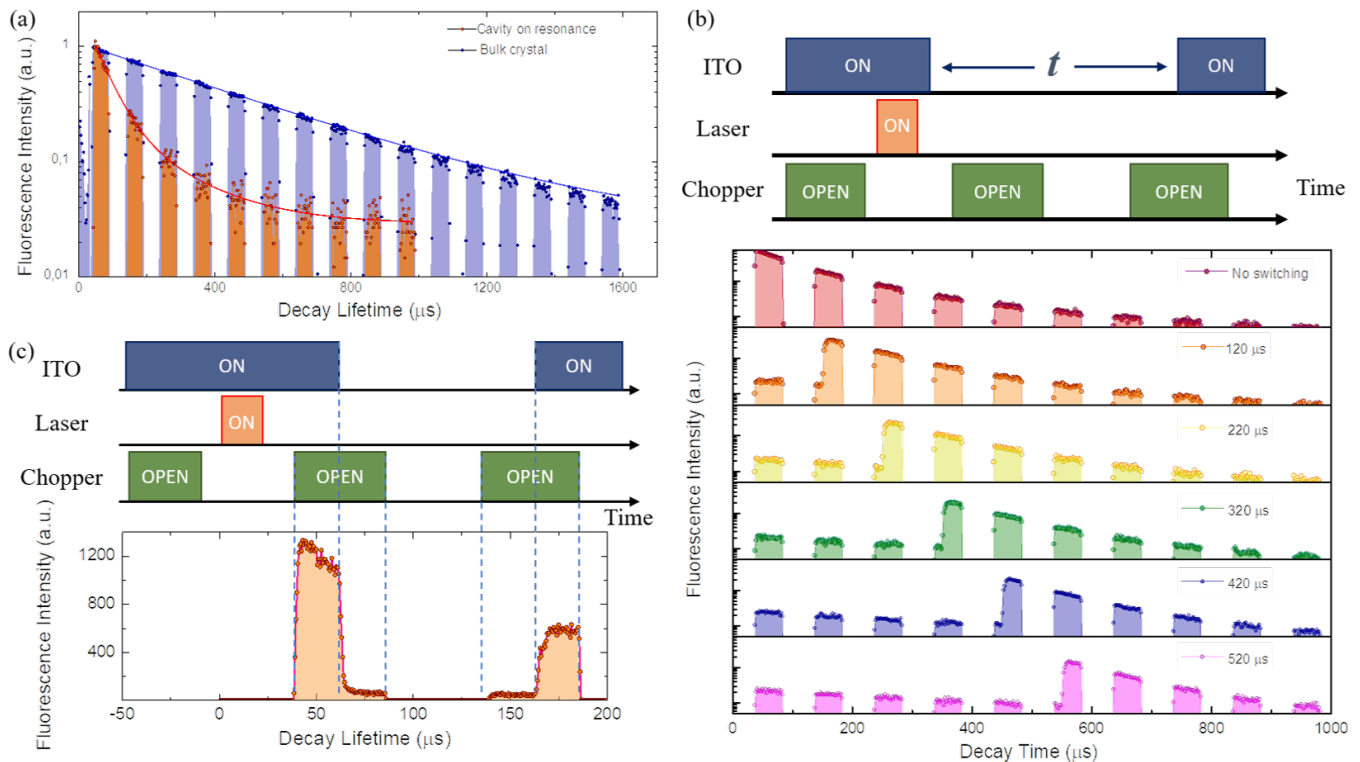 (a)
Fluorescence Intensity (a.u.)
1
0,1
0,01
Cavity on resonance
Bulk crystal
0 400 800 1200 1600
Decay Lifetime (μs)
(b)
ITO
ON
t
ON
Laser
ON
Chopper
OPEN
OPEN
OPEN
Time
No switching
120 μs
220 μs
320 μs
420 μs
520 μs
Fluorescence Intensity (a.u.)
0 200 400 600 800 1000
Decay Time (μs)
(c)
ITO
ON
ON
Laser
ON
Chopper
OPEN
OPEN
OPEN
Time
Fluorescence Intensity (a.u.)
1200
800
400
-50 0 50 100 150 200
Decay Lifetime (μs)